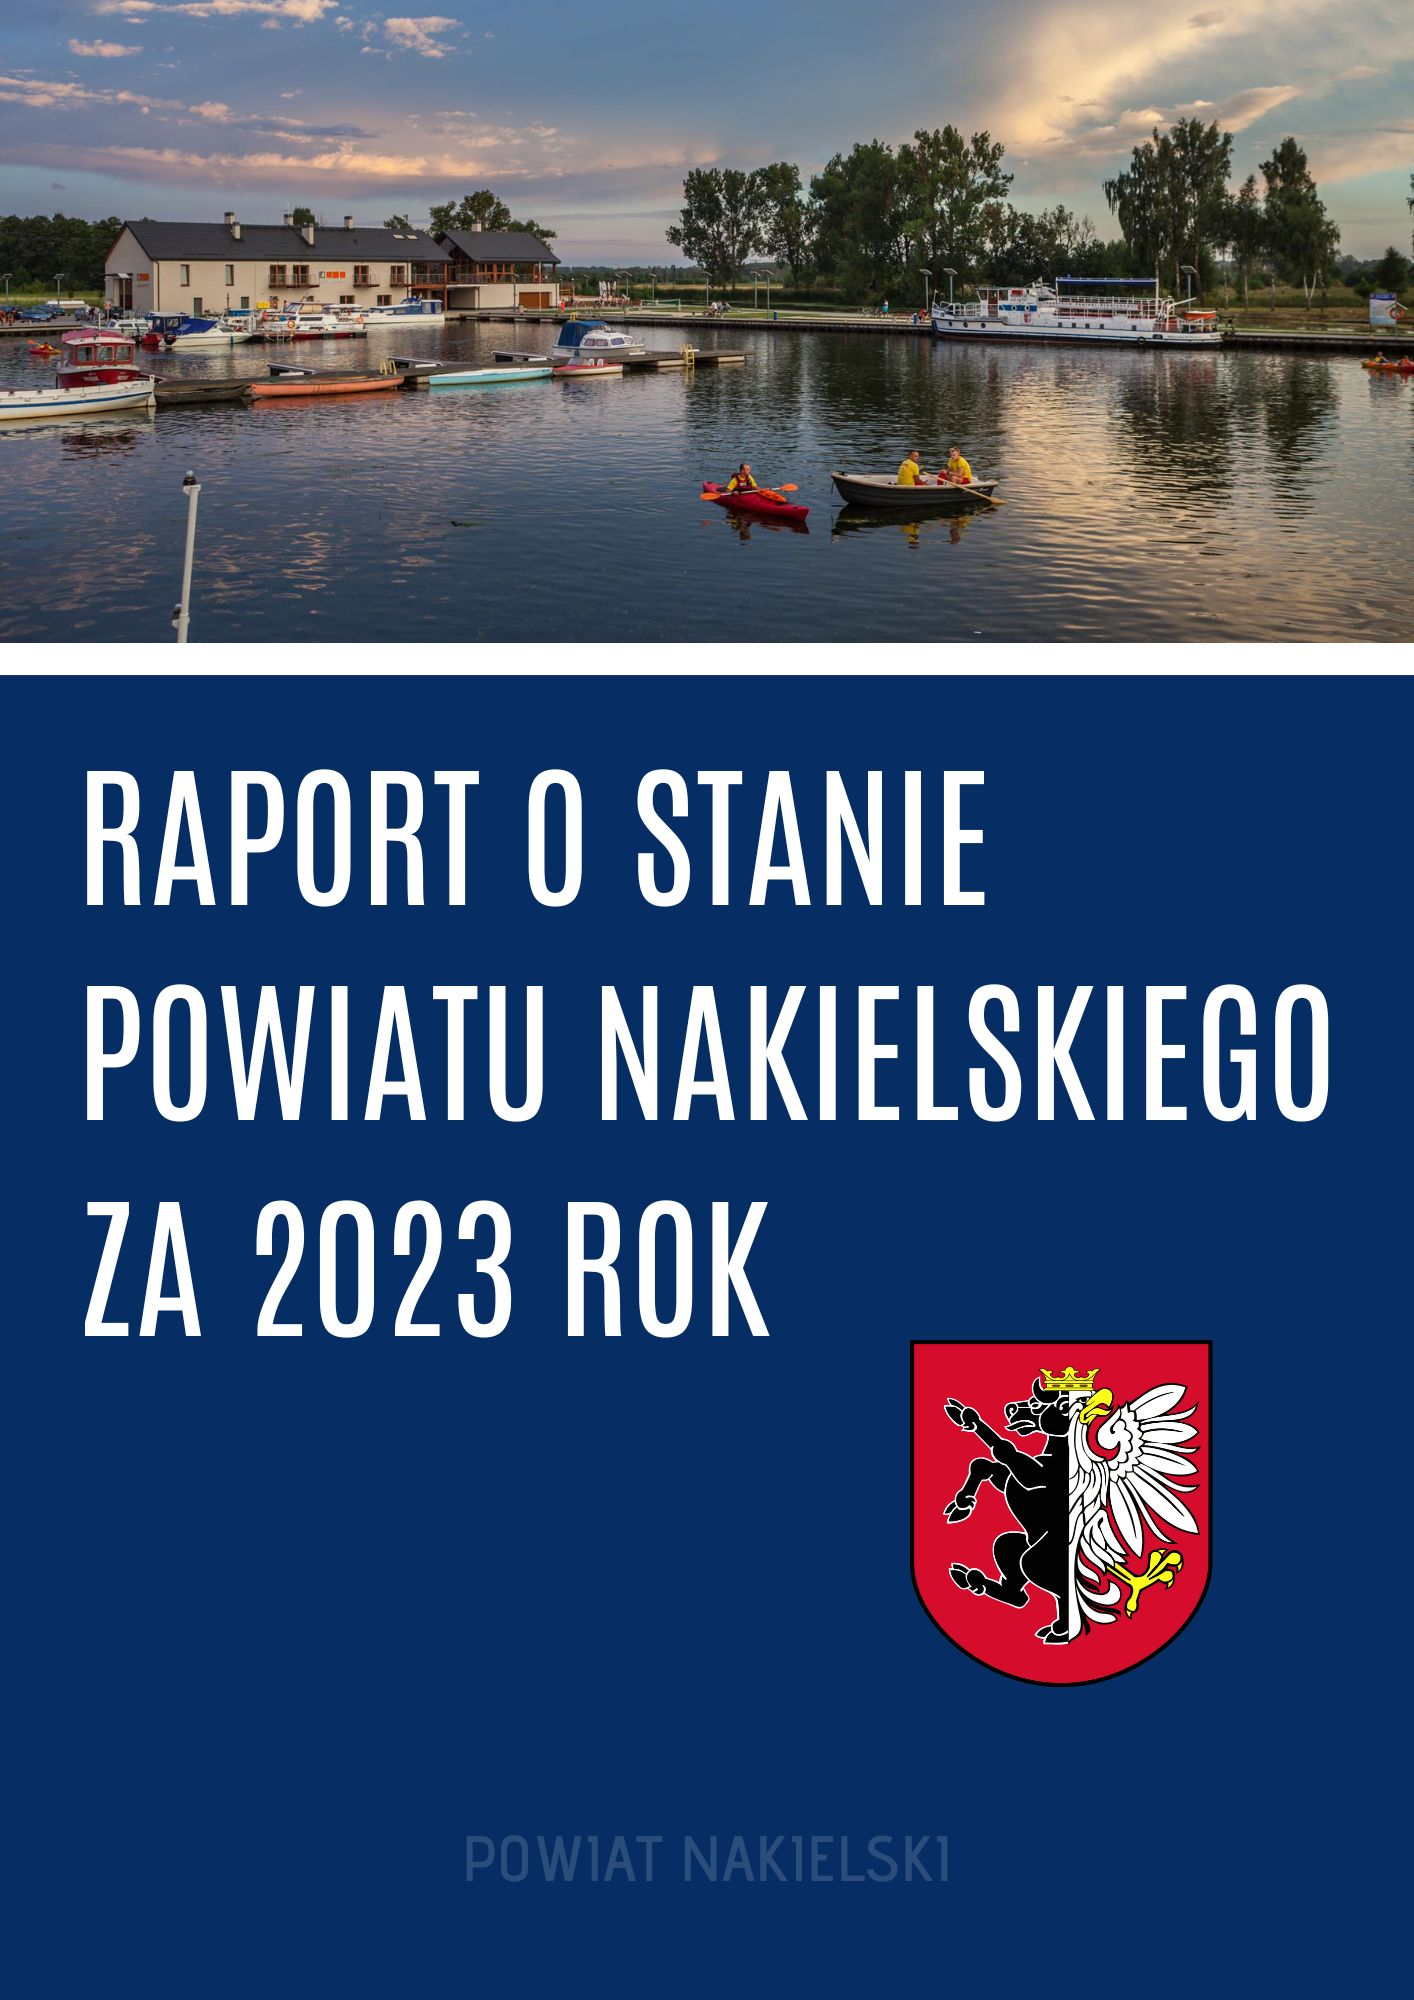 RAPORT O STANIE
POWIATU NAKIELSKIEGO
ZA 2023 ROK
POWIAT NAKIELSKI